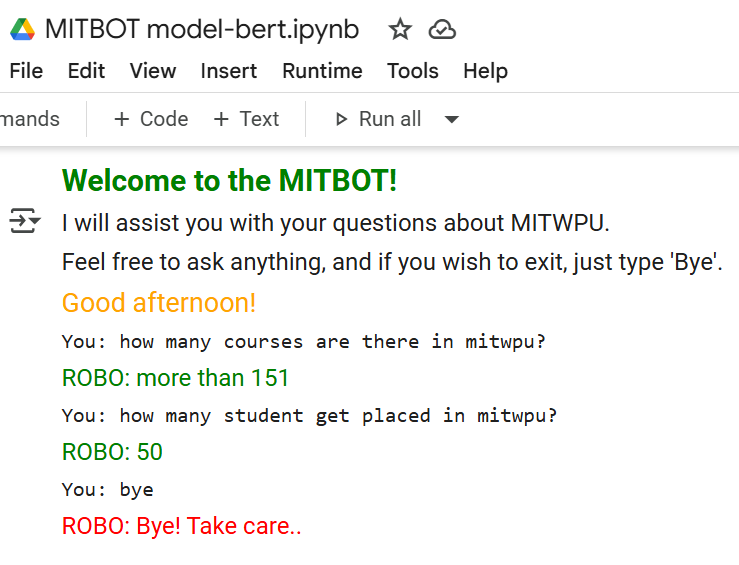 MITBOT model-bert.ipynb
File Edit View Insert Runtime Tools Help
mands + Code + Text Run all
Welcome to the MITBOT!
I will assist you with your questions about MITWPU.
Feel free to ask anything, and if you wish to exit, just type 'Bye'.
Good afternoon!
You: how many courses are there in mitwpu?
ROBO: more than 151
You: how many student get placed in mitwpu?
ROBO: 50
You: bye
ROBO: Bye! Take care..